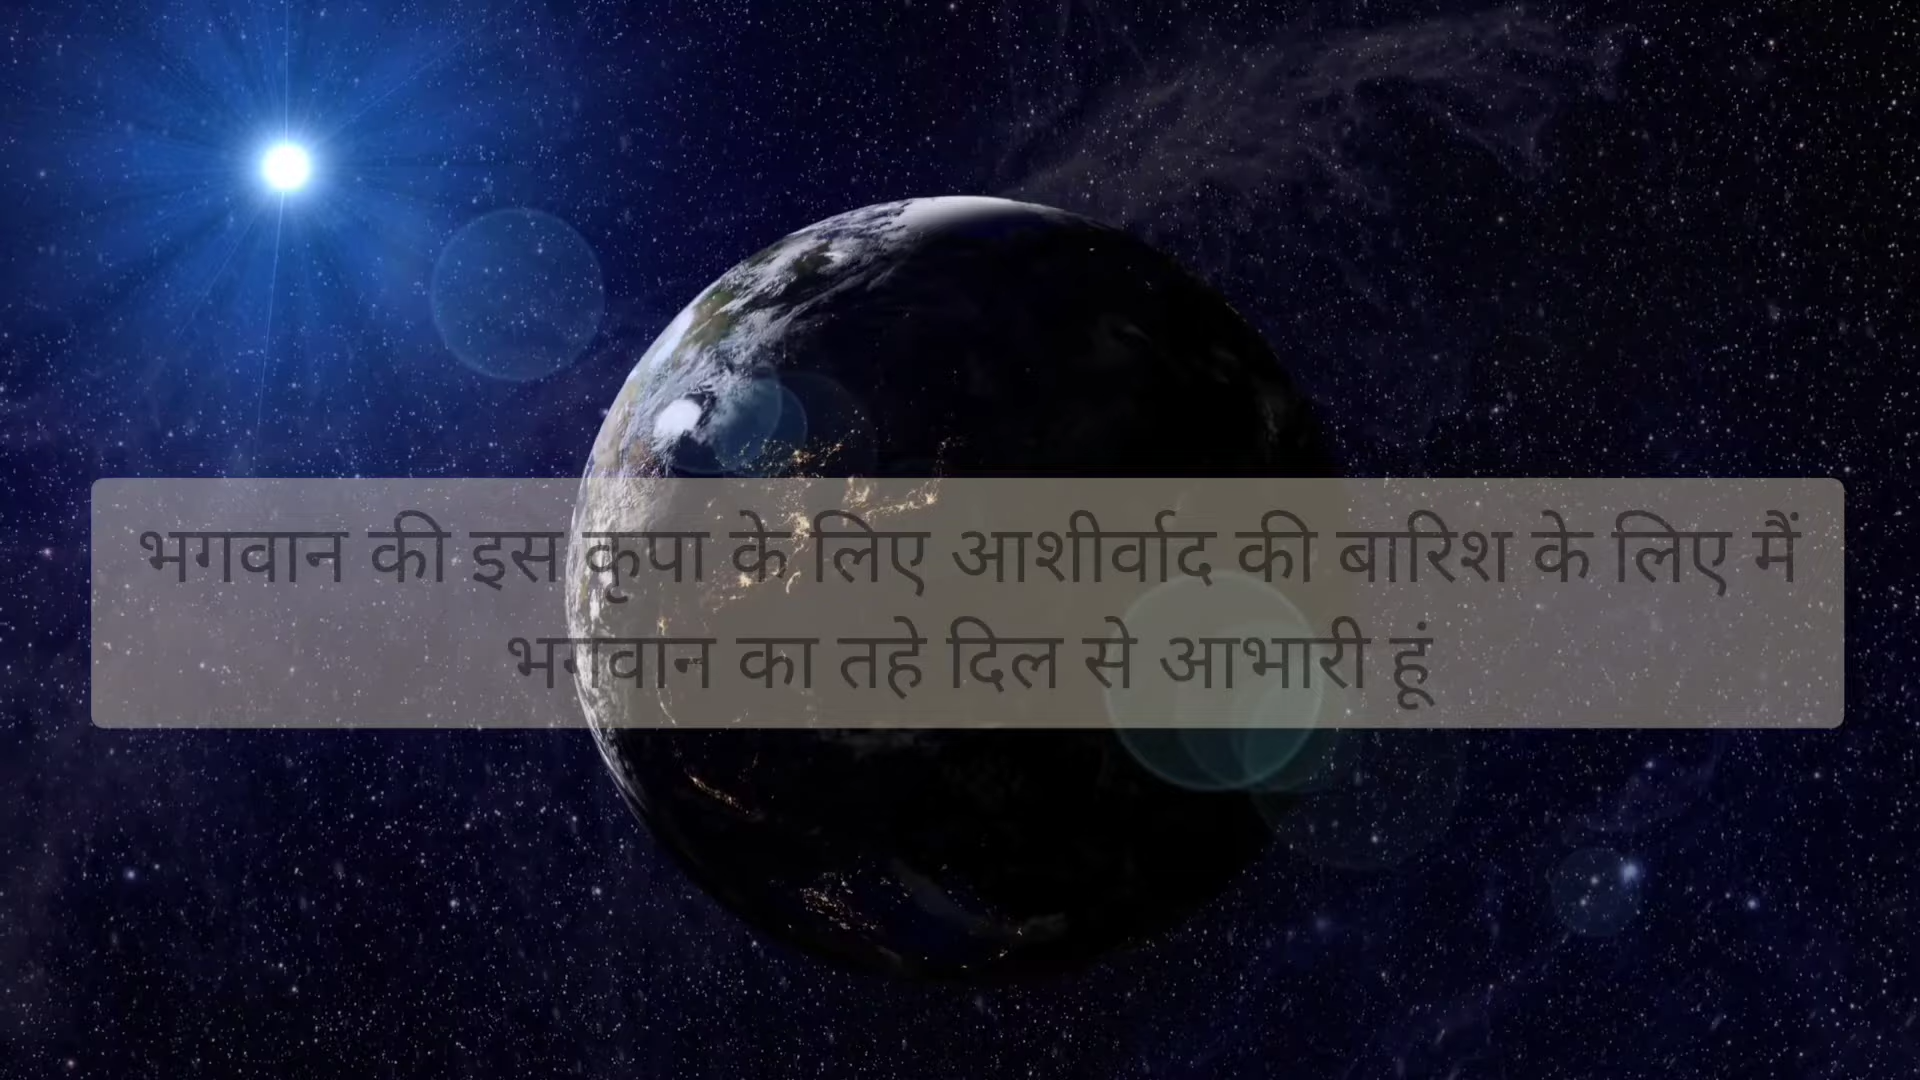 भगवान की इस कृपा के लिए आशीर्वाद की बारिश के लिए मैं
भगवान का तहे दिल से आभारी हूं